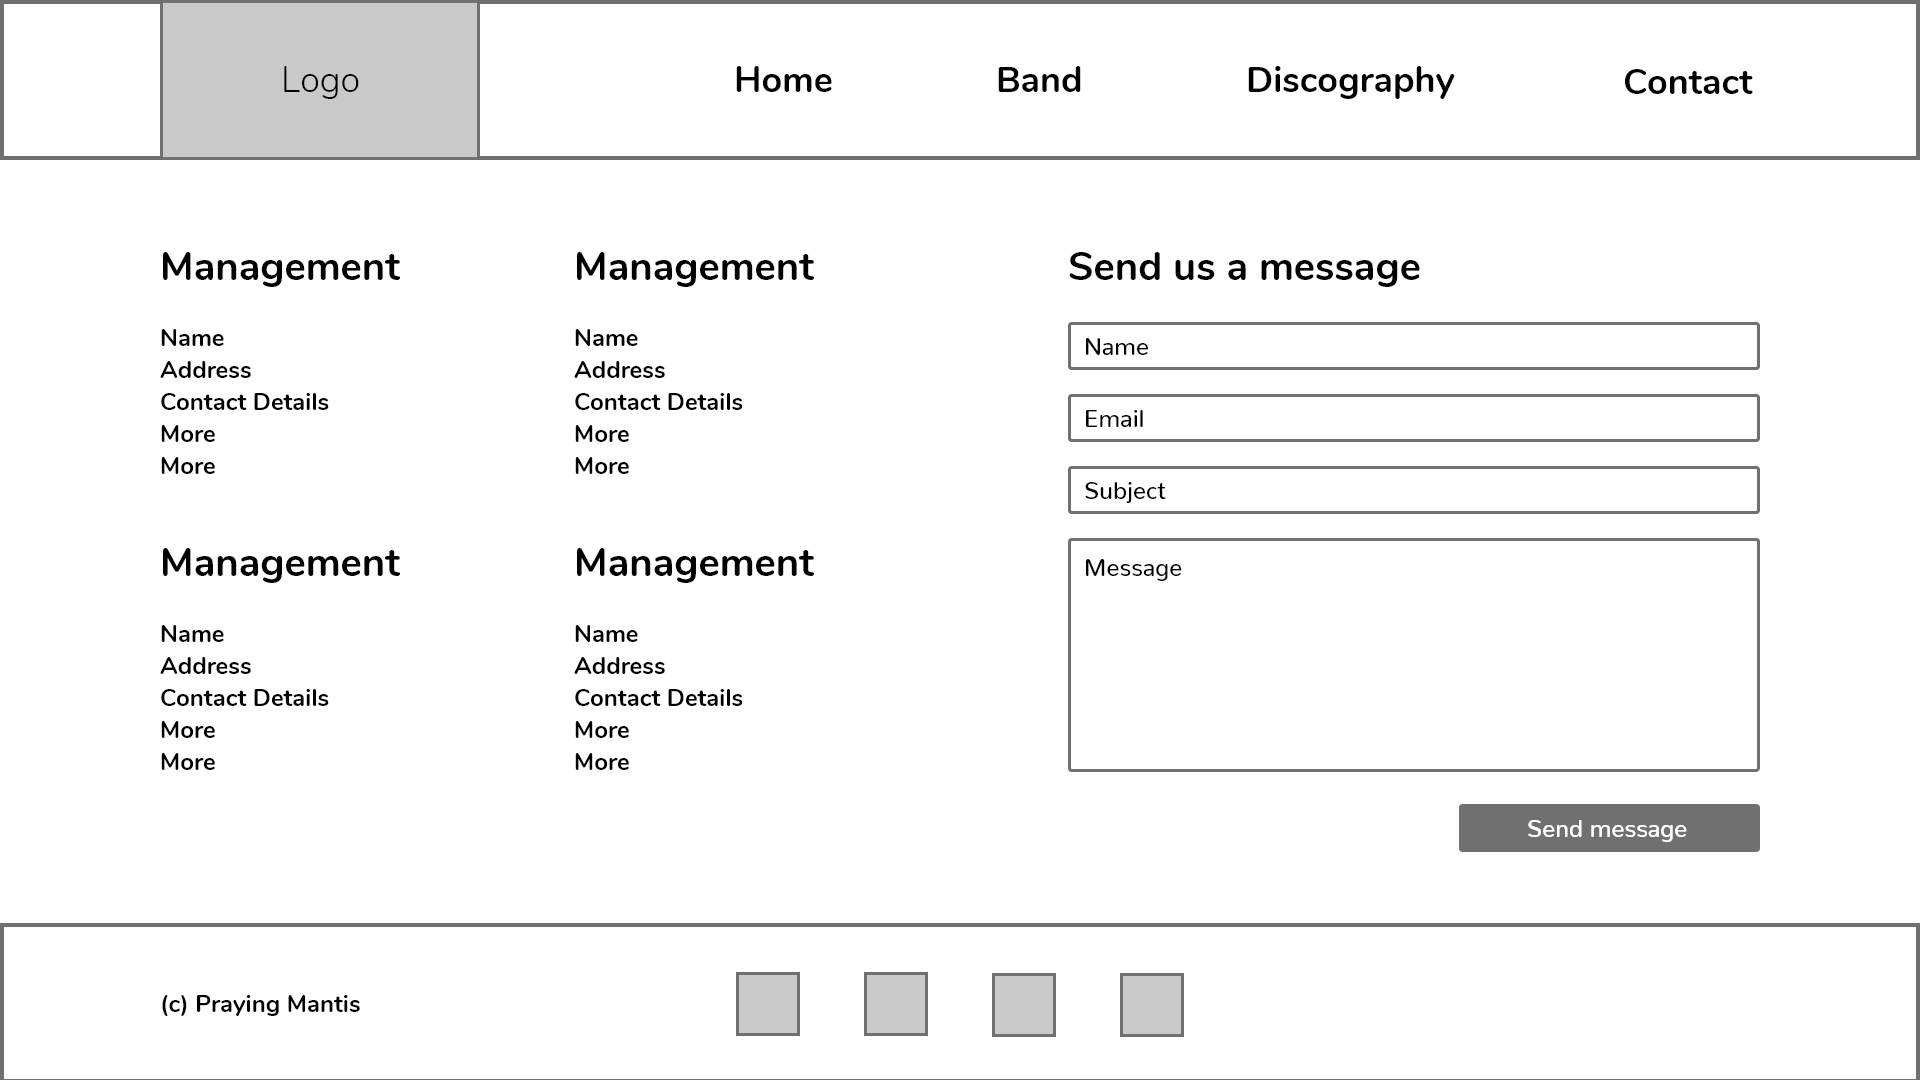 Logo
Home
Band
Discography
Contact
Management
Name
Address
Contact Details
More
More
Management
Name
Address
Contact Details
More
More
Management
Name
Address
Contact Details
More
More
Management
Name
Address
Contact Details
More
More
Send us a message
Name
Email
Subject
Message
Send message
(c) Praying Mantis